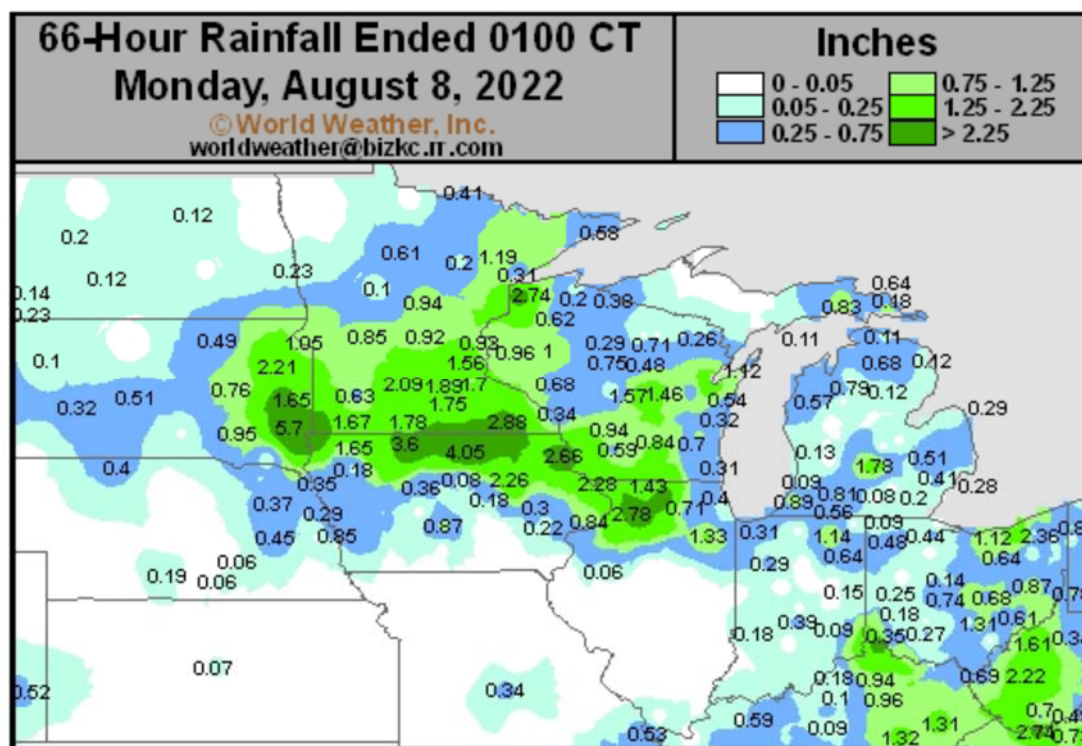 66-Hour Rainfall Ended 0100 CT
Monday, August 8, 2022
©World Weather, Inc.
worldweather@bizkc.rr.com
Inches
0 - 0.05 0.75 - 1.25
0.05 - 0.25 1.25 - 2.25
0.25 - 0.75 > 2.25
0.41
0.12
0.2 0.61 0.58
0.12 0.23 0.2 1.19
0.14 0.1 0.31 0.64
0.23 0.94 2.74 0.2 0.38 0.83 0.48
0.62
0.49 1.05 0.85 0.92 0.93 0.29 0.71 0.26 0.11 0.11
0.1 2.21 1.56 0.96 1 0.75 0.48 0.68 0.12
0.76 2.09 1.89 1.7 0.68 1.12 0.79 0.12
0.32 0.51 1.65 0.63 1.75 1.57 1.46 0.54 0.57
0.95 5.7 1.67 1.78 2.88 0.34 0.32 0.29
1.65 3.6 4.05 2.66 0.94 0.59 0.84 0.7 0.13
0.4 0.18 0.31 1.78 0.51
0.35 0.36 0.08 2.26 2.28 1.43 0.09 0.41 0.28
0.37 0.29 0.18 0.3 2.78 0.71 0.4 0.89 0.81 0.08 0.2
0.45 0.85 0.87 0.22 0.84 1.33 0.31 0.56 0.09
1.14 0.48 0.44 1.12 2.36
0.06 0.06 0.29 0.64 0.64
0.19 0.06 0.15 0.25 0.14 0.87
0.74 0.68
0.18 0.39 0.09 0.18 1.31 0.61
0.35 0.27 1.61
0.07 0.18 0.94 0.69 2.22
0.52 0.34 0.1 0.96 0.7
0.53 0.59 0.09 1.32 1.31 2.74